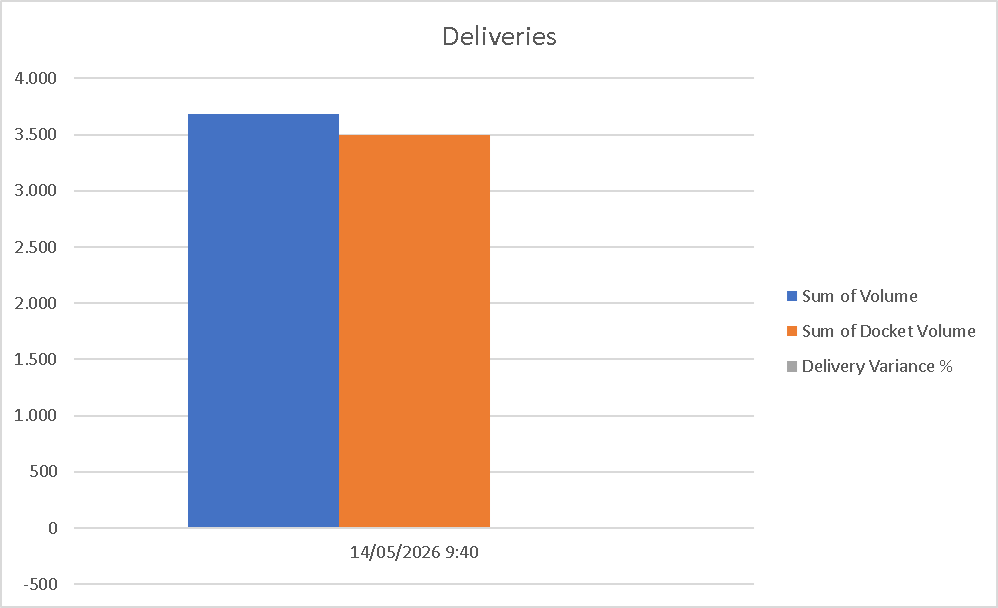 Deliveries
4.000
3.500
3.000
2.500
2.000
1.500
1.000
500
0
-500
14/05/2026 9:40
Sum of Volume
Sum of Docket Volume
Delivery Variance %